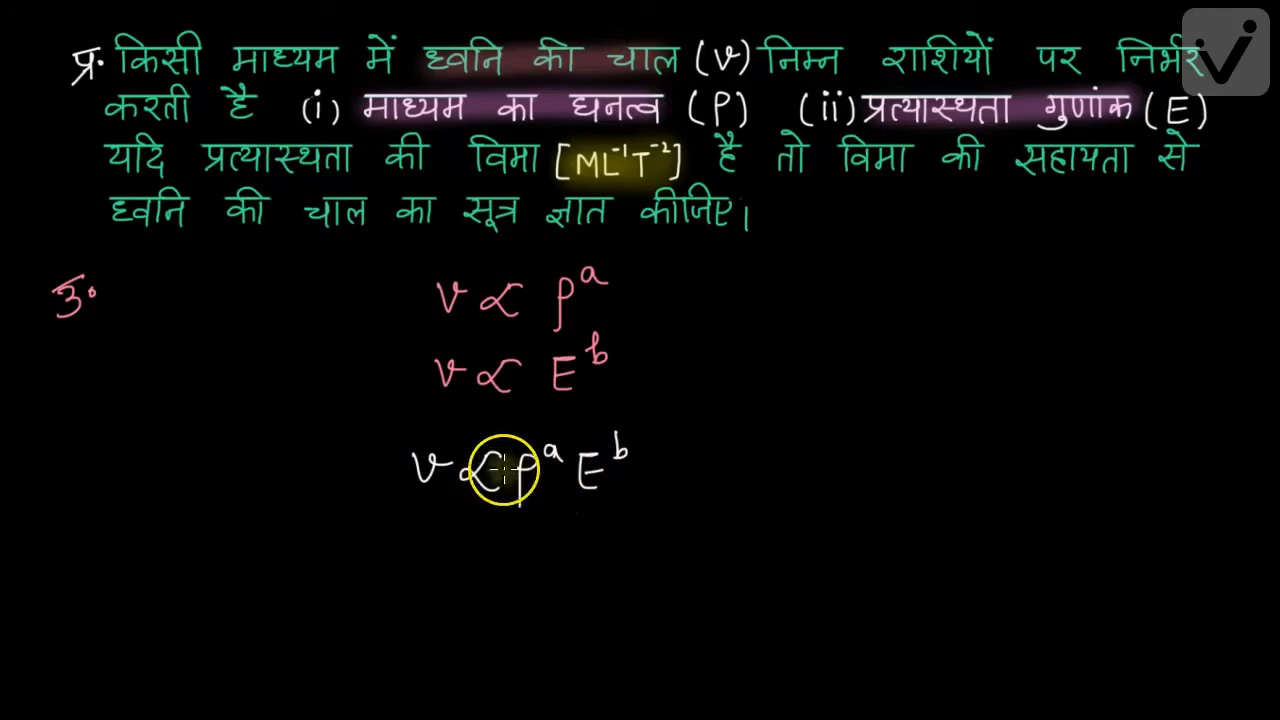 प्र. किसी माध्यम में ध्वनि की चाल (v) निम्न राशियों पर निर्भर
करती है (i) माध्यम का घनत्व (ρ) (ii) प्रत्यास्थता गुणांक (E)
यदि प्रत्यास्थता की विमा [ML⁻¹T⁻²] है तो विमा की सहायता से
ध्वनि की चाल का सूत्र ज्ञात कीजिए।
उ. v ∝ ρᵃ
v ∝ Eᵇ
v ∝ ρᵃ Eᵇ